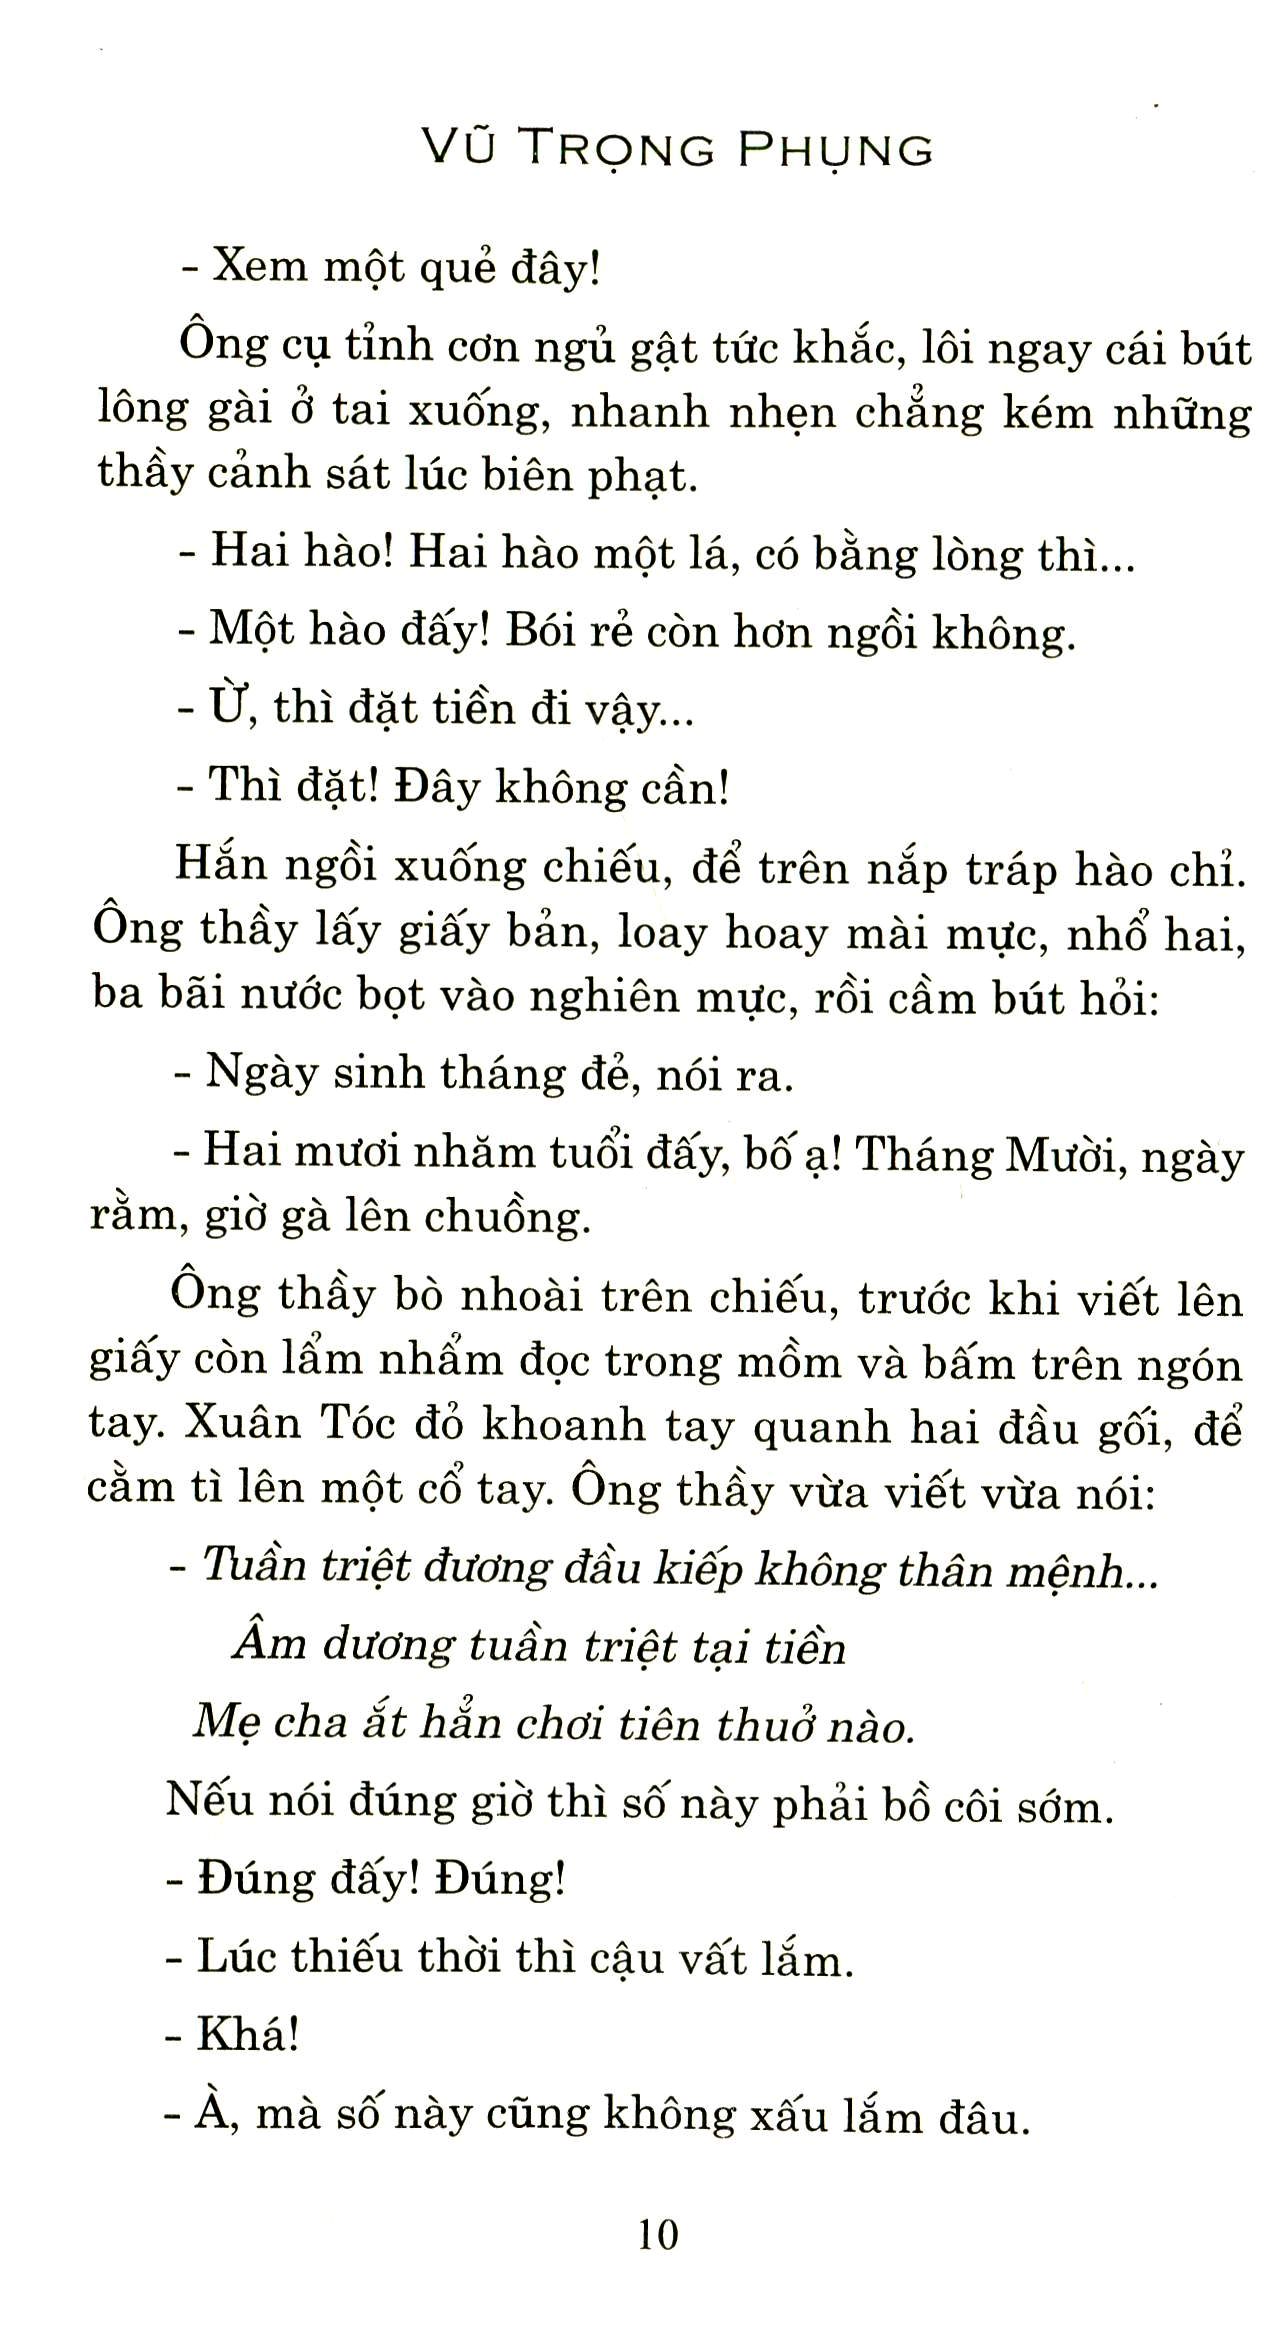 VŨ TRỌNG PHỤNG
– Xem một quẻ đây!
Ông cụ tỉnh cơn ngủ gật tức khắc, lôi ngay cái bút
lông gài ở tai xuống, nhanh nhẹn chẳng kém những
thầy cảnh sát lúc biên phạt.
– Hai hào! Hai hào một lá, có bằng lòng thì...
– Một hào đấy! Bói rẻ còn hơn ngồi không.
– Ừ, thì đặt tiền đi vậy...
– Thì đặt! Đây không cần!
Hắn ngồi xuống chiếu, để trên nắp tráp hào chỉ.
Ông thầy lấy giấy bản, loay hoay mài mực, nhổ hai,
ba bãi nước bọt vào nghiên mực, rồi cầm bút hỏi:
– Ngày sinh tháng đẻ, nói ra.
– Hai mươi nhăm tuổi đấy, bố ạ! Tháng Mười, ngày
rằm, giờ gà lên chuồng.
Ông thầy bò nhoài trên chiếu, trước khi viết lên
giấy còn lẩm nhẩm đọc trong mồm và bấm trên ngón
tay. Xuân Tóc đỏ khoanh tay quanh hai đầu gối, để
cằm tì lên một cổ tay. Ông thầy vừa viết vừa nói:
– Tuần triệt đương đầu kiếp không thân mệnh...
Âm dương tuần triệt tại tiền
Mẹ cha ắt hẳn chơi tiên thuở nào.
Nếu nói đúng giờ thì số này phải bồ côi sớm.
– Đúng đấy! Đúng!
– Lúc thiếu thời thì cậu vất lắm.
– Khá!
– À, mà số này cũng không xấu lắm đâu.
10